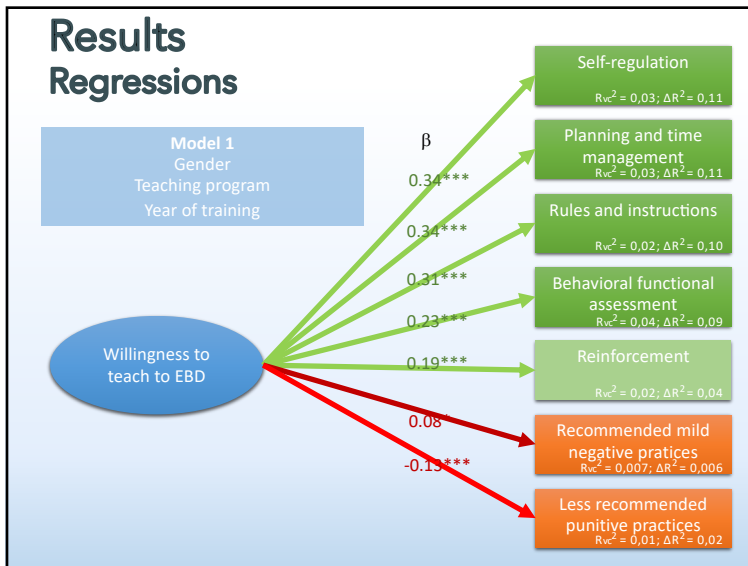 Results
Regressions
Model 1
Gender
Teaching program
Year of training
β
0.34***
0.34***
0.31***
0.23***
0.19***
0.08*
-0.13***
Willingness to
teach to EBD
Self-regulation
Rvc² = 0,03; ΔR² = 0,11
Planning and time
management
Rvc² = 0,03; ΔR² = 0,11
Rules and instructions
Rvc² = 0,02; ΔR² = 0,10
Behavioral functional
assessment
Rvc² = 0,04; ΔR² = 0,09
Reinforcement
Rvc² = 0,02; ΔR² = 0,04
Recommended mild
negative pratices
Rvc² = 0,007; ΔR² = 0,006
Less recommended
punitive practices
Rvc² = 0,01; ΔR² = 0,02